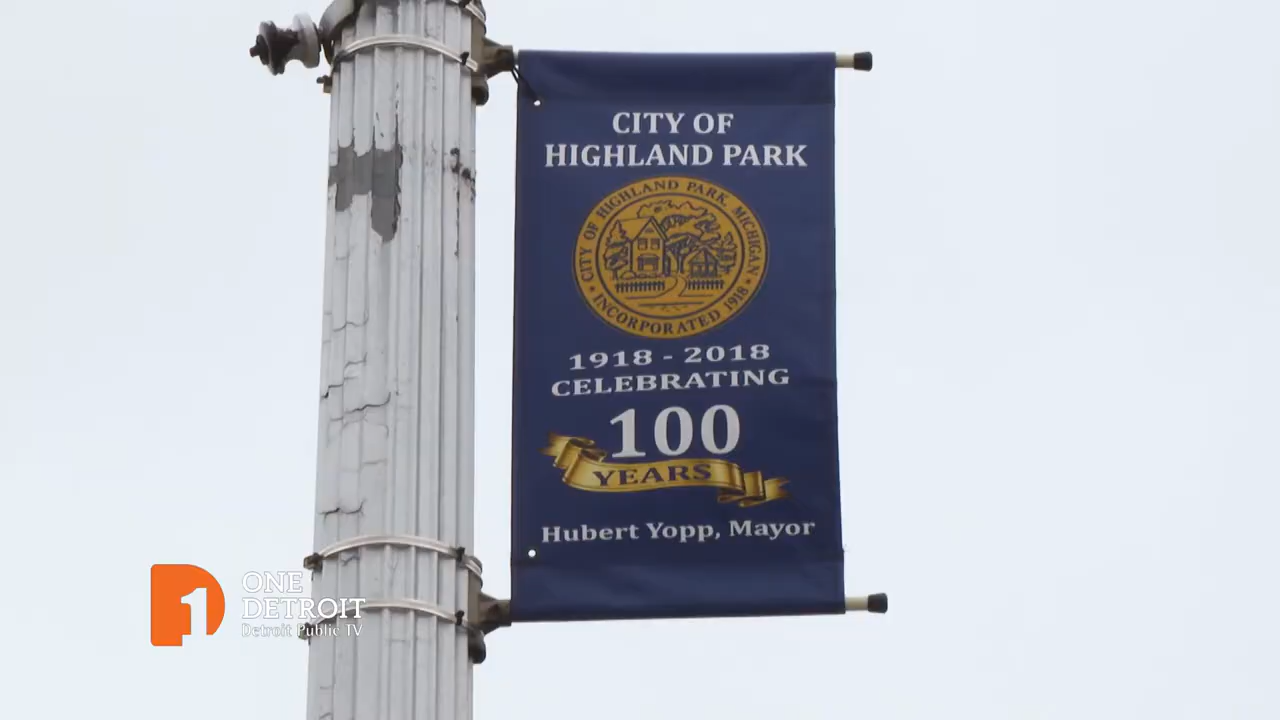 CITY OF
HIGHLAND PARK
CITY OF HIGHLAND PARK, MICHIGAN
• INCORPORATED 1918 •
1918 - 2018
CELEBRATING
100
YEARS
Hubert Yopp, Mayor
1
ONE
DETROIT
Detroit Public TV